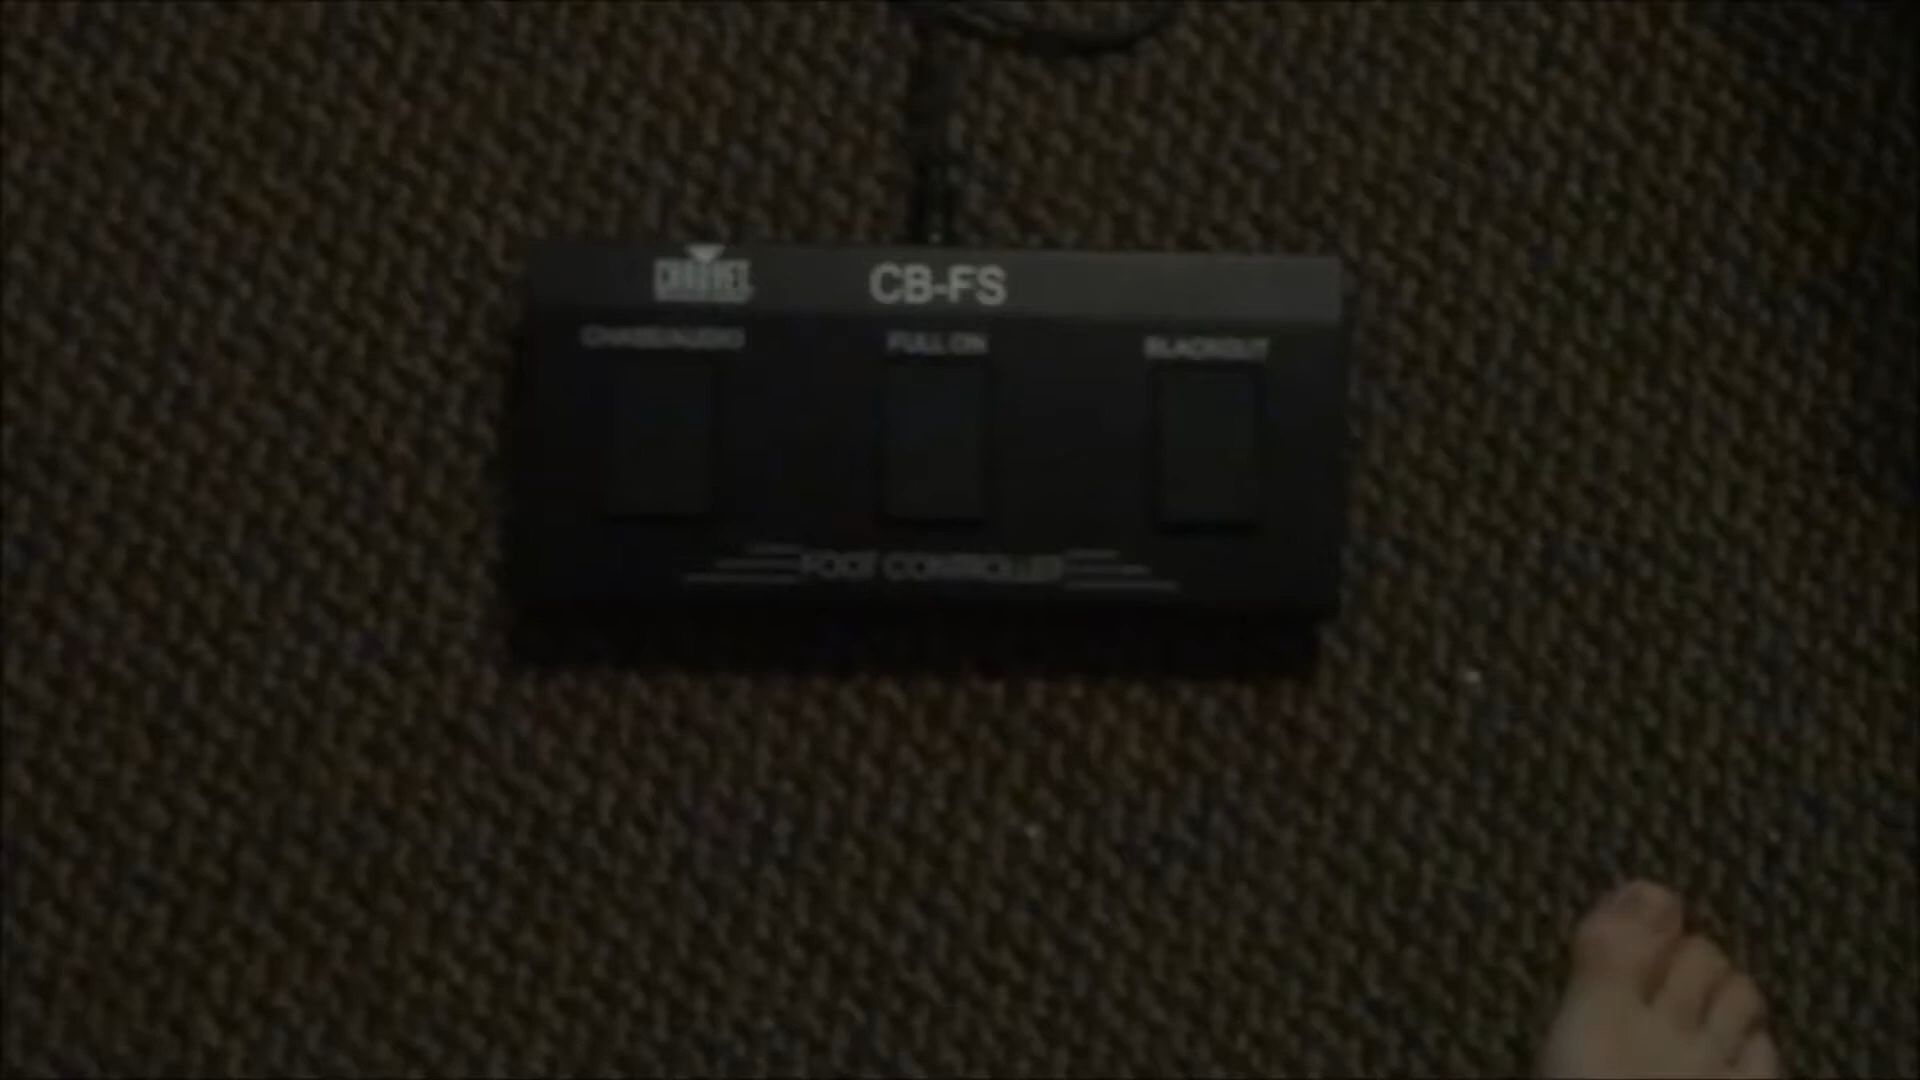 CHAUVET
CB-FS
CHASE/AUDIO
FULL ON
BLACKOUT
FOOT CONTROLLER